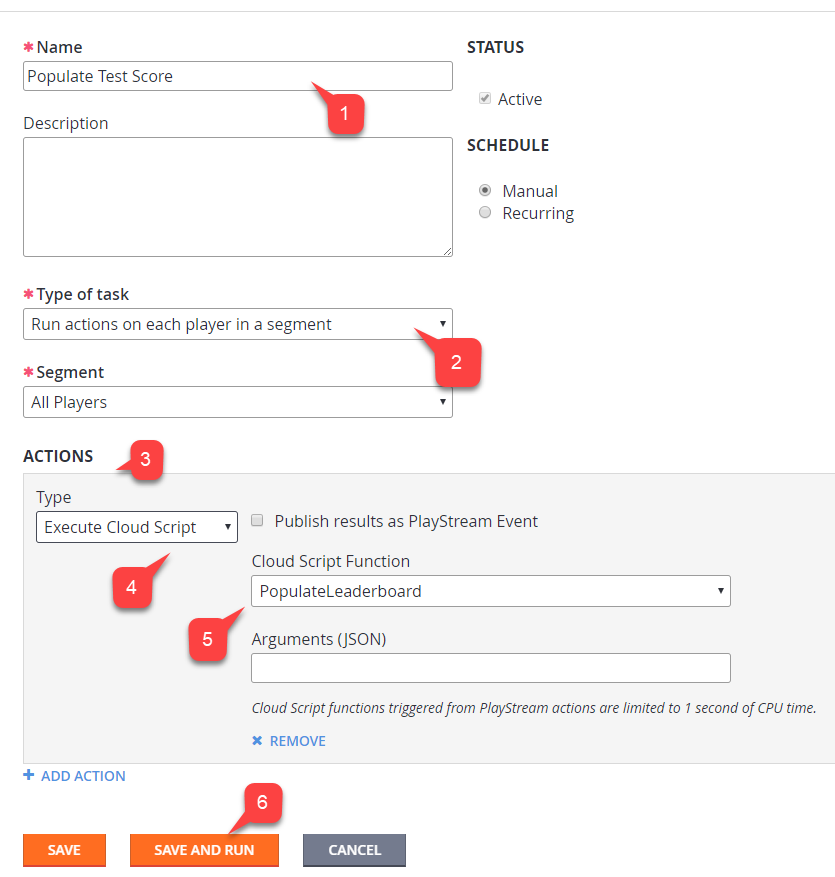 * Name
Populate Test Score
1
Description
STATUS
Active
SCHEDULE
Manual
Recurring
* Type of task
Run actions on each player in a segment
2
* Segment
All Players
ACTIONS
3
Type
Execute Cloud Script
4
Publish results as PlayStream Event
Cloud Script Function
PopulateLeaderboard
5
Arguments (JSON)
Cloud Script functions triggered from PlayStream actions are limited to 1 second of CPU time.
✖ REMOVE
+ ADD ACTION
6
SAVE
SAVE AND RUN
CANCEL